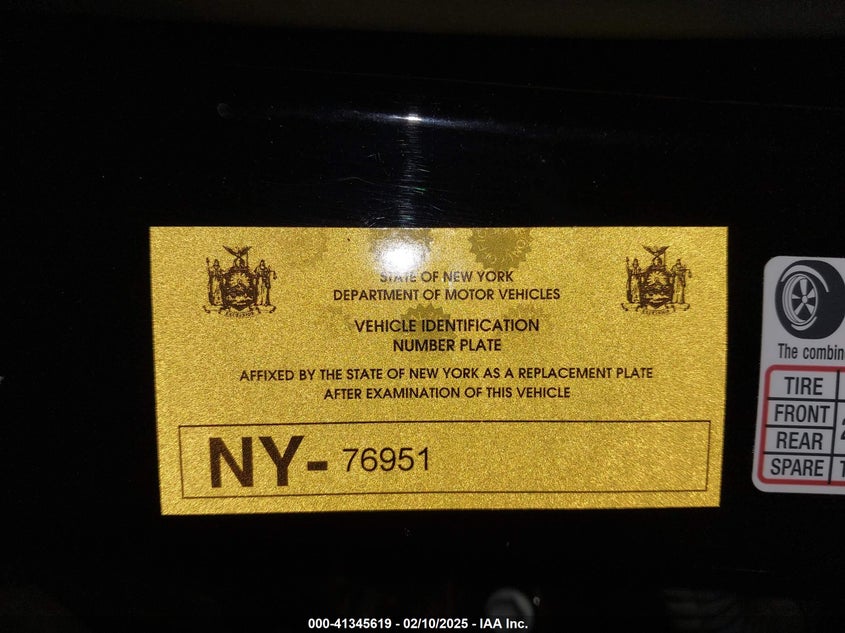 STATE OF NEW YORK
DEPARTMENT OF MOTOR VEHICLES
VEHICLE IDENTIFICATION
NUMBER PLATE
AFFIXED BY THE STATE OF NEW YORK AS A REPLACEMENT PLATE
AFTER EXAMINATION OF THIS VEHICLE
NY- 76951
The
TIRE
FRONT
REAR
SPARE
000-41345619 - 02/10/2025 - IAA Inc.